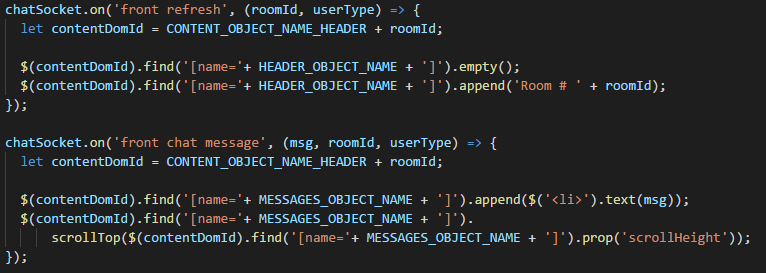 chatSocket.on('front refresh', (roomId, userType) => {
  let contentDomId = CONTENT_OBJECT_NAME_HEADER + roomId;
  $(contentDomId).find('[name='+ HEADER_OBJECT_NAME + ']').empty();
  $(contentDomId).find('[name='+ HEADER_OBJECT_NAME + ']').append('Room # ' + roomId);
});
chatSocket.on('front chat message', (msg, roomId, userType) => {
  let contentDomId = CONTENT_OBJECT_NAME_HEADER + roomId;
  $(contentDomId).find('[name='+ MESSAGES_OBJECT_NAME + ']').append($('<li>').text(msg));
  $(contentDomId).find('[name='+ MESSAGES_OBJECT_NAME + ']').
      scrollTop($(contentDomId).find('[name='+ MESSAGES_OBJECT_NAME + ']').prop('scrollHeight'));
});